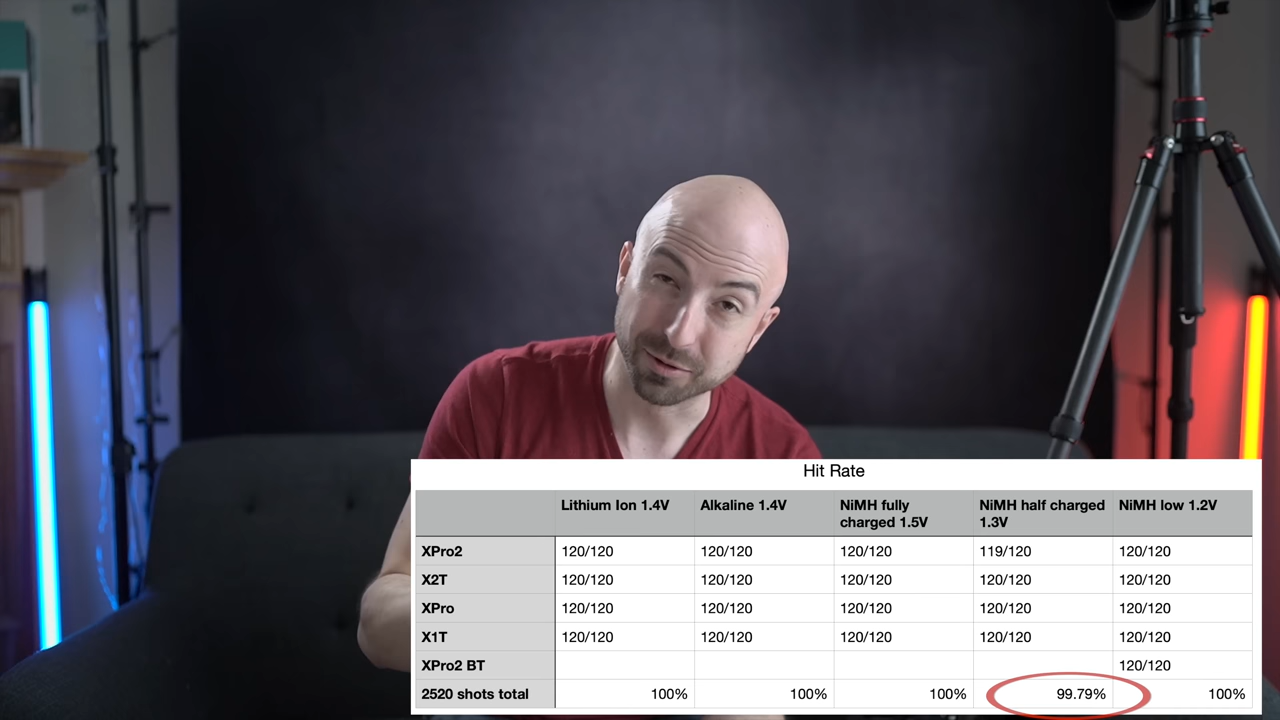 Hit Rate
Lithium Ion 1.4V Alkaline 1.4V NiMH fully charged 1.5V NiMH half charged 1.3V NiMH low 1.2V
XPro2 120/120 120/120 120/120 119/120 120/120
X2T 120/120 120/120 120/120 120/120 120/120
XPro 120/120 120/120 120/120 120/120 120/120
X1T 120/120 120/120 120/120 120/120 120/120
XPro2 BT 120/120
2520 shots total 100% 100% 100% 99.79% 100%